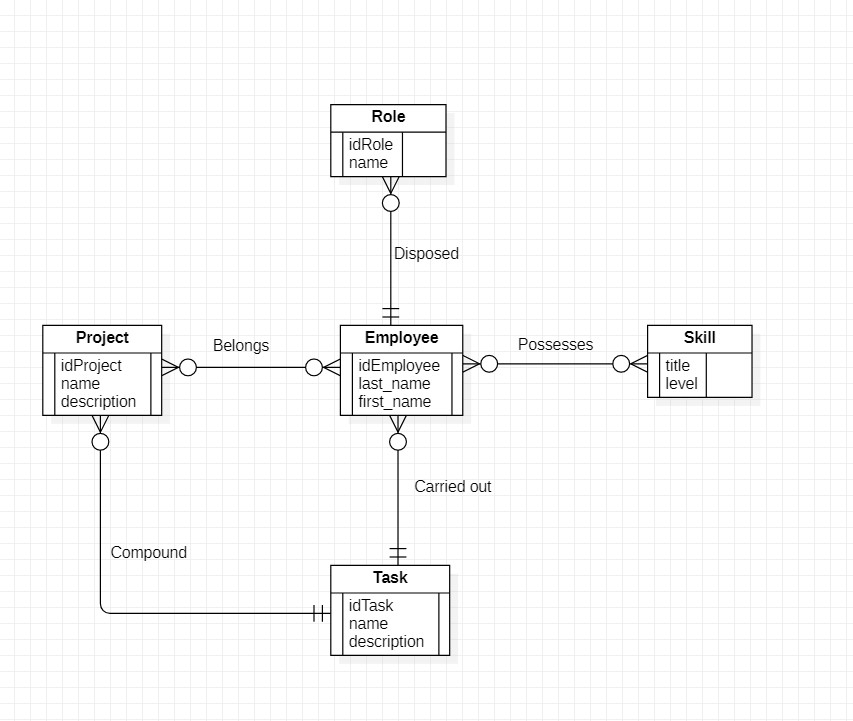 Role
idRole
name
Disposed
Project
idProject
name
description
Belongs
Employee
idEmployee
last_name
first_name
Possesses
Skill
title
level
Carried out
Compound
Task
idTask
name
description